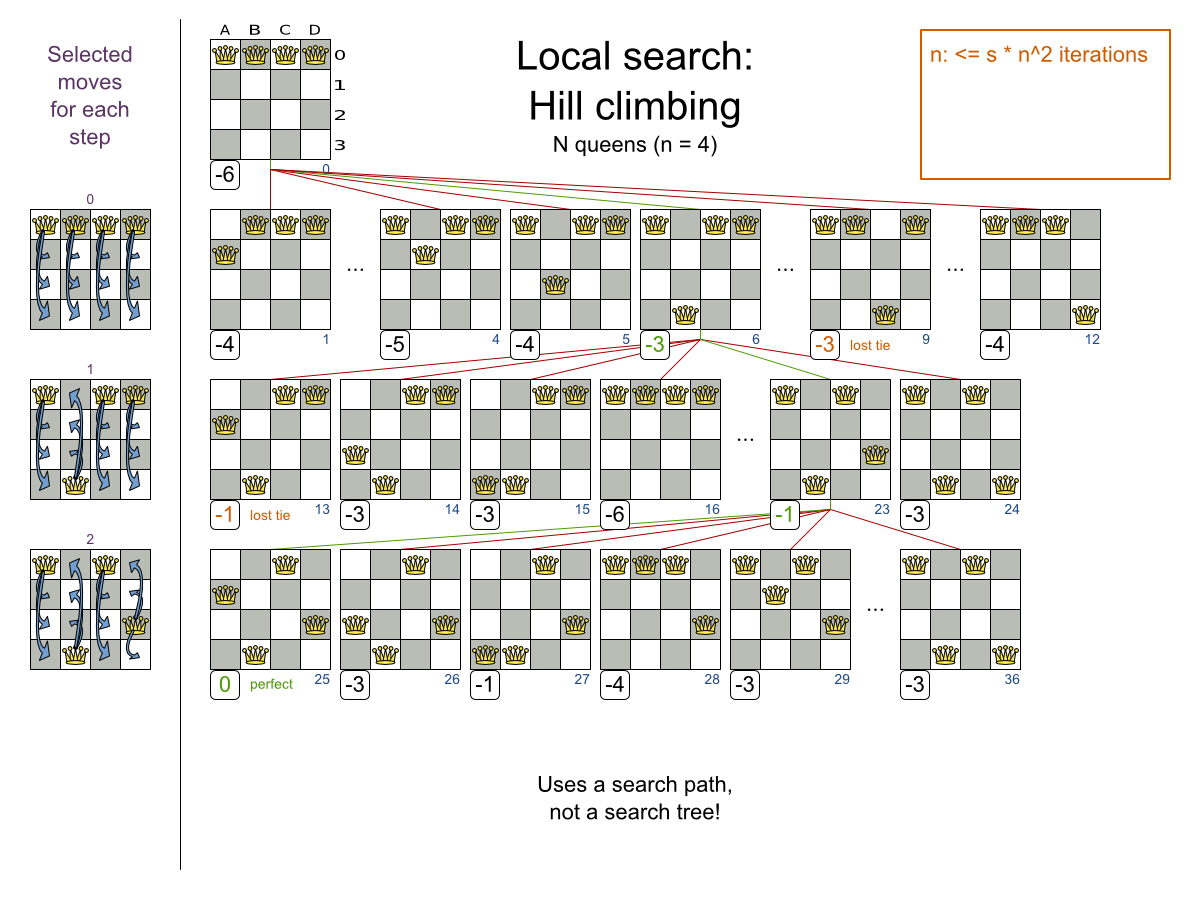 Selected
moves
for each
step
A B C D
0
1
2
3
-6
0
Local search:
Hill climbing
N queens (n = 4)
n: <= s * n^2 iterations
0
... ... ...
-4 1
-5 4
-4 5
-3 6
-3 lost tie 9
-4 12
1
...
-1 lost tie 13
-3 14
-3 15
-6 16
-1 23
-3 24
2
...
0 perfect 25
-3 26
-1 27
-4 28
-3 29
-3 36
Uses a search path,
not a search tree!